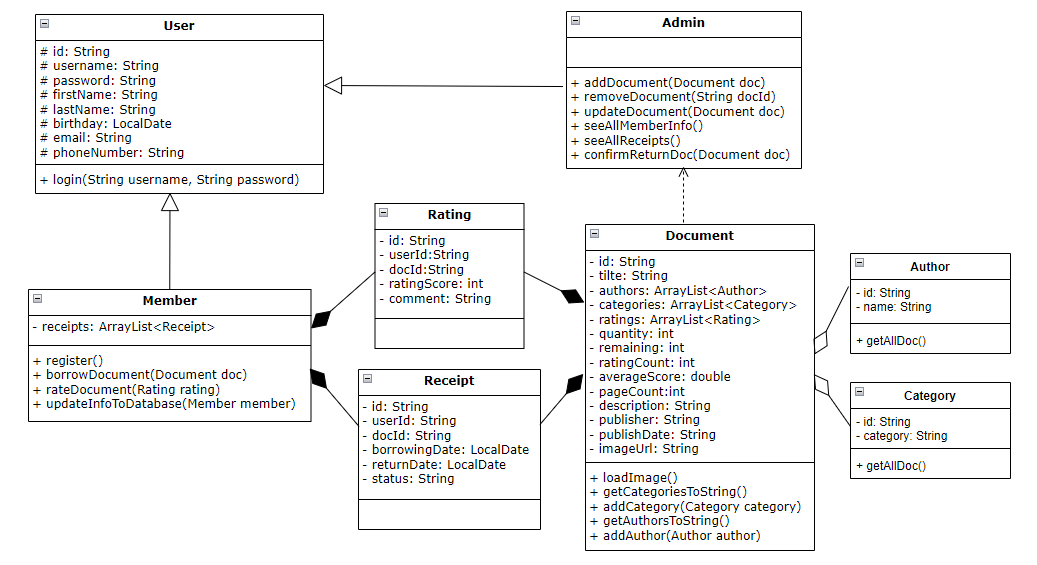 User
# id: String
# username: String
# password: String
# firstName: String
# lastName: String
# birthday: LocalDate
# email: String
# phoneNumber: String
+ login(String username, String password)
Admin
+ addDocument(Document doc)
+ removeDocument(String docId)
+ updateDocument(Document doc)
+ seeAllMemberInfo()
+ seeAllReceipts()
+ confirmReturnDoc(Document doc)
Member
- receipts: ArrayList<Receipt>
+ register()
+ borrowDocument(Document doc)
+ rateDocument(Rating rating)
+ updateInfoToDatabase(Member member)
Rating
- id: String
- userId:String
- docId:String
- ratingScore: int
- comment: String
Receipt
- id: String
- userId: String
- docId: String
- borrowingDate: LocalDate
- returnDate: LocalDate
- status: String
Document
- id: String
- tilte: String
- authors: ArrayList<Author>
- categories: ArrayList<Category>
- ratings: ArrayList<Rating>
- quantity: int
- remaining: int
- ratingCount: int
- averageScore: double
- pageCount:int
- description: String
- publisher: String
- publishDate: String
- imageUrl: String
+ loadImage()
+ getCategoriesToString()
+ addCategory(Category category)
+ getAuthorsToString()
+ addAuthor(Author author)
Author
- id: String
- name: String
+ getAllDoc()
Category
- id: String
- category: String
+ getAllDoc()